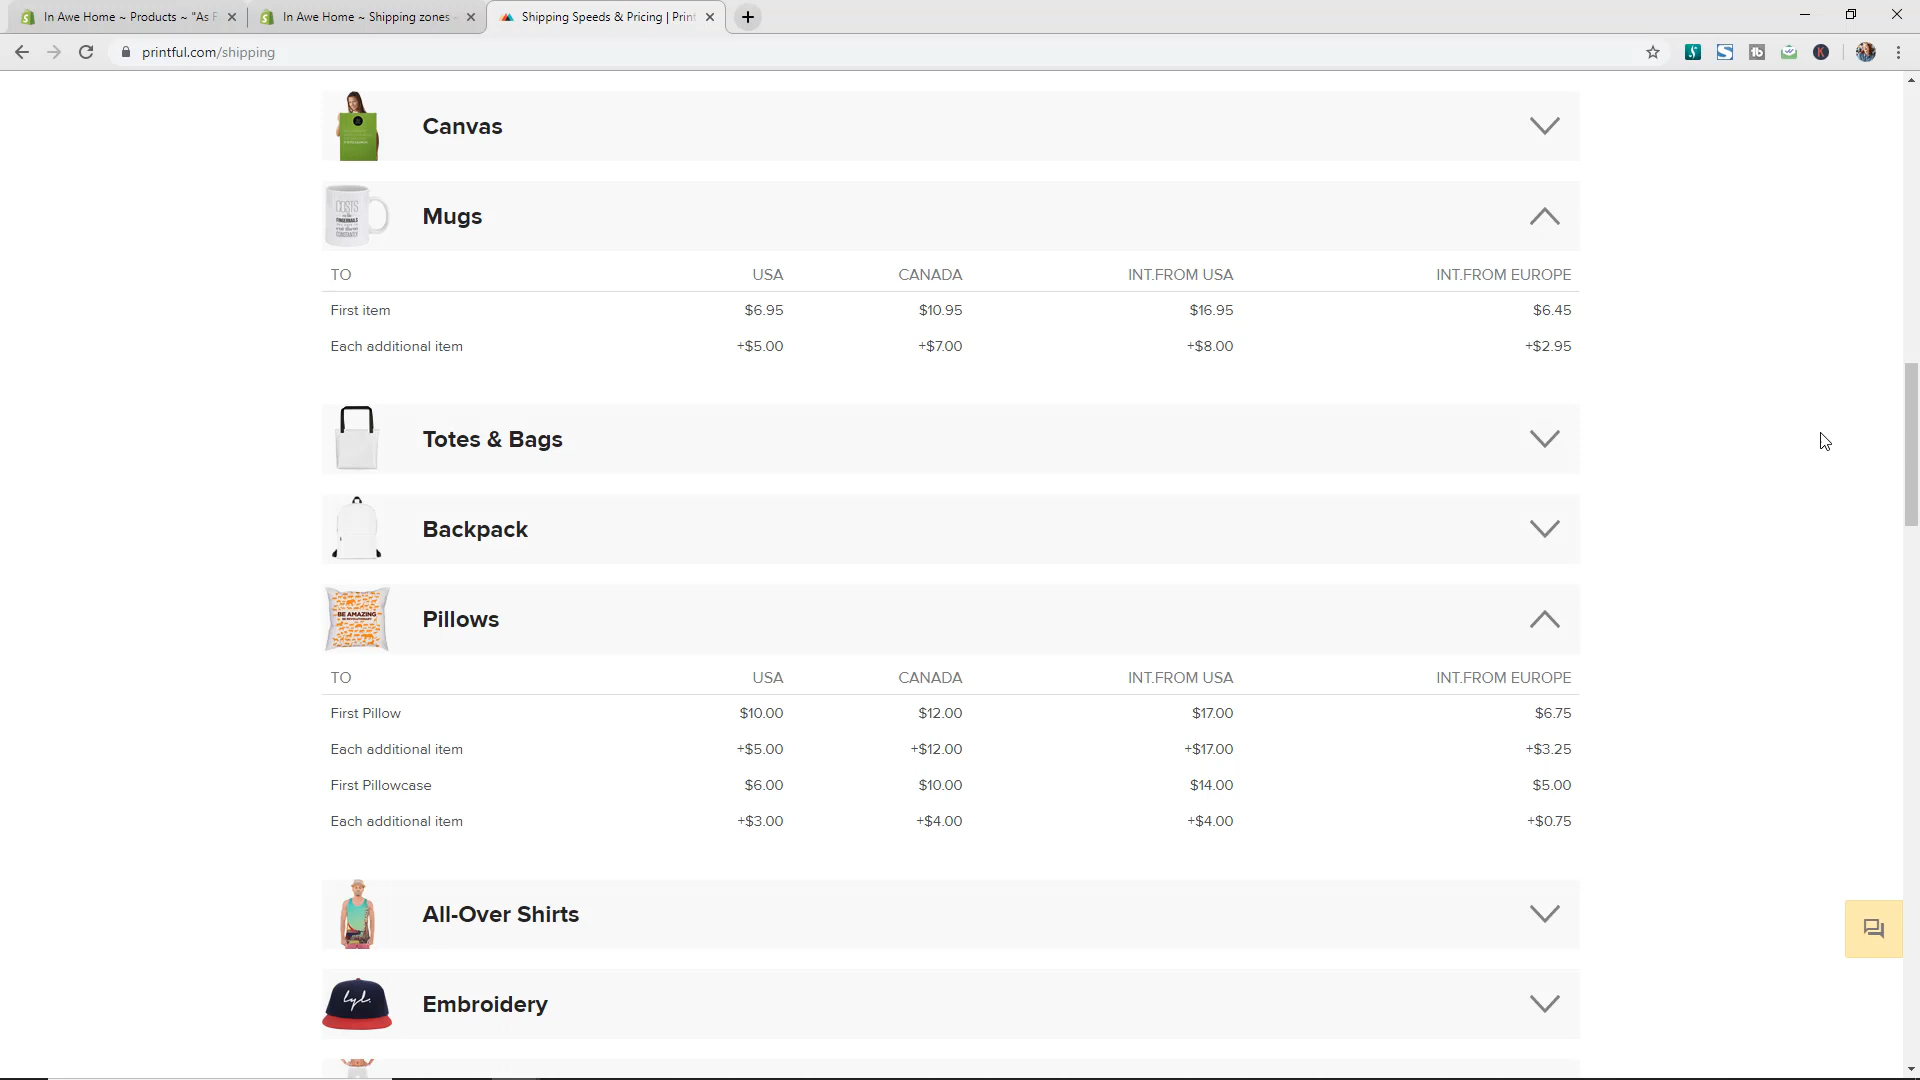 In Awe Home ~ Products ~ "As F
In Awe Home ~ Shipping zones
Shipping Speeds & Pricing | Print
printful.com/shipping
Canvas
Mugs
TO USA CANADA INT.FROM USA INT.FROM EUROPE
First item $6.95 $10.95 $16.95 $6.45
Each additional item +$5.00 +$7.00 +$8.00 +$2.95
Totes & Bags
Backpack
BE AMAZING
Pillows
TO USA CANADA INT.FROM USA INT.FROM EUROPE
First Pillow $10.00 $12.00 $17.00 $6.75
Each additional item +$5.00 +$12.00 +$17.00 +$3.25
First Pillowcase $6.00 $10.00 $14.00 $5.00
Each additional item +$3.00 +$4.00 +$4.00 +$0.75
All-Over Shirts
lyl.
Embroidery